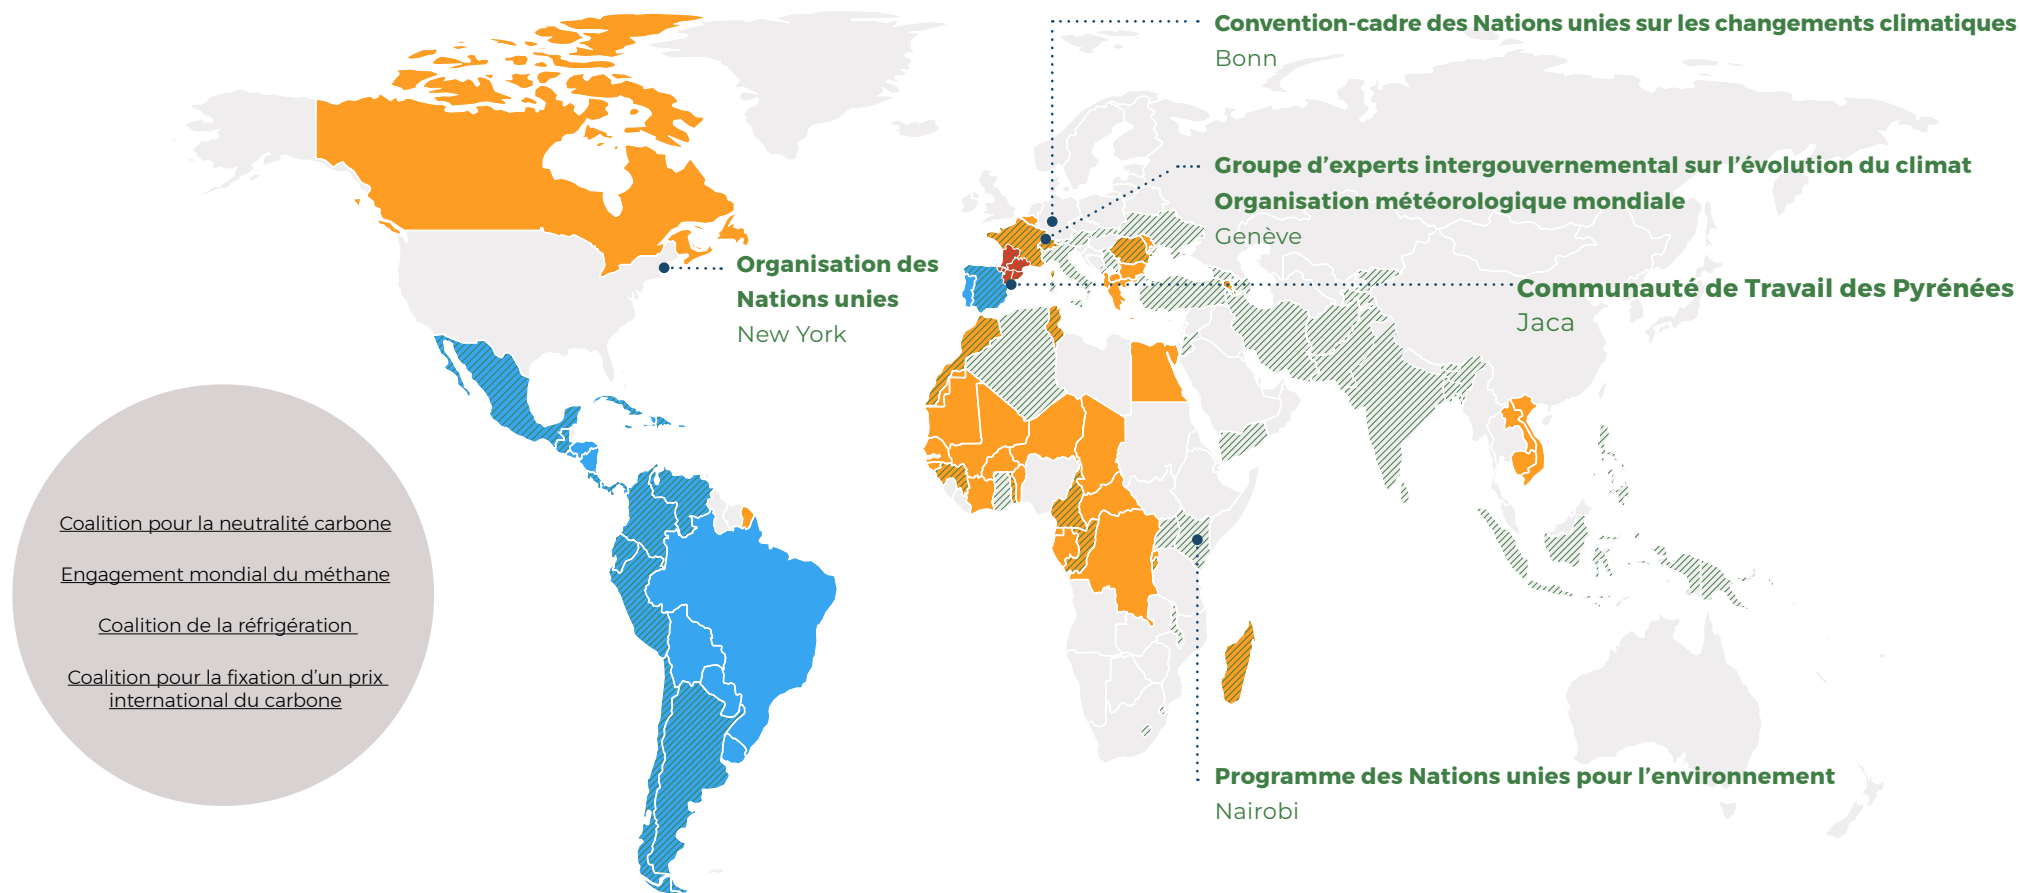 Convention-cadre des Nations unies sur les changements climatiques
Bonn
Groupe d’experts intergouvernemental sur l’évolution du climat
Organisation météorologique mondiale
Genève
Organisation des
Nations unies
New York
Communauté de Travail des Pyrénées
Jaca
Coalition pour la neutralité carbone
Engagement mondial du méthane
Coalition de la réfrigération
Coalition pour la fixation d’un prix
international du carbone
Programme des Nations unies pour l’environnement
Nairobi